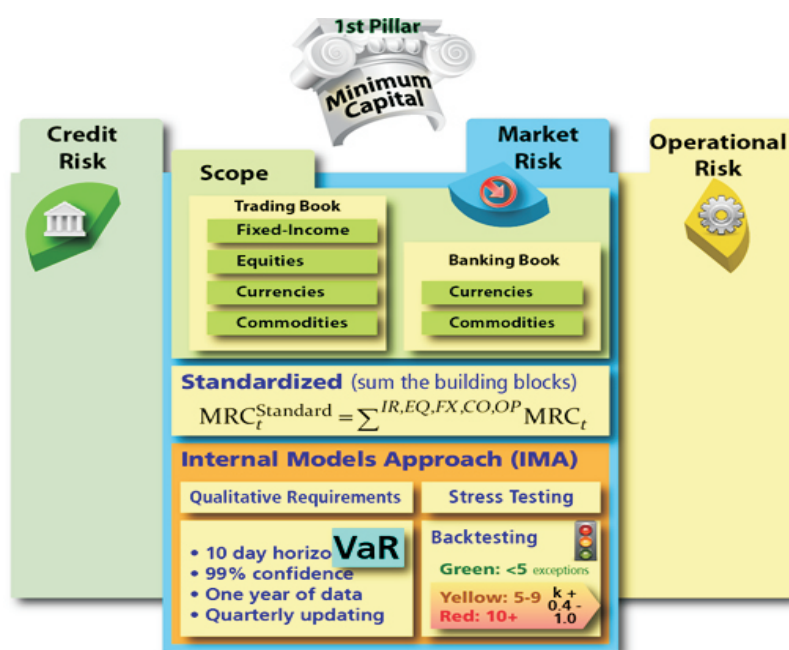 1st Pillar
Minimum
Capital
Credit
Risk
Market
Risk
Operational
Risk
Scope
Trading Book
Fixed-Income
Equities
Currencies
Commodities
Banking Book
Currencies
Commodities
Standardized (sum the building blocks)
MRC_t^Standard = ∑^IR,EQ,FX,CO,OP MRC_t
Internal Models Approach (IMA)
Qualitative Requirements
Stress Testing
VaR
• 10 day horizo
• 99% confidence
• One year of data
• Quarterly updating
Backtesting
Green: <5 exceptions
Yellow: 5-9
Red: 10+
k +
0.4 -
1.0